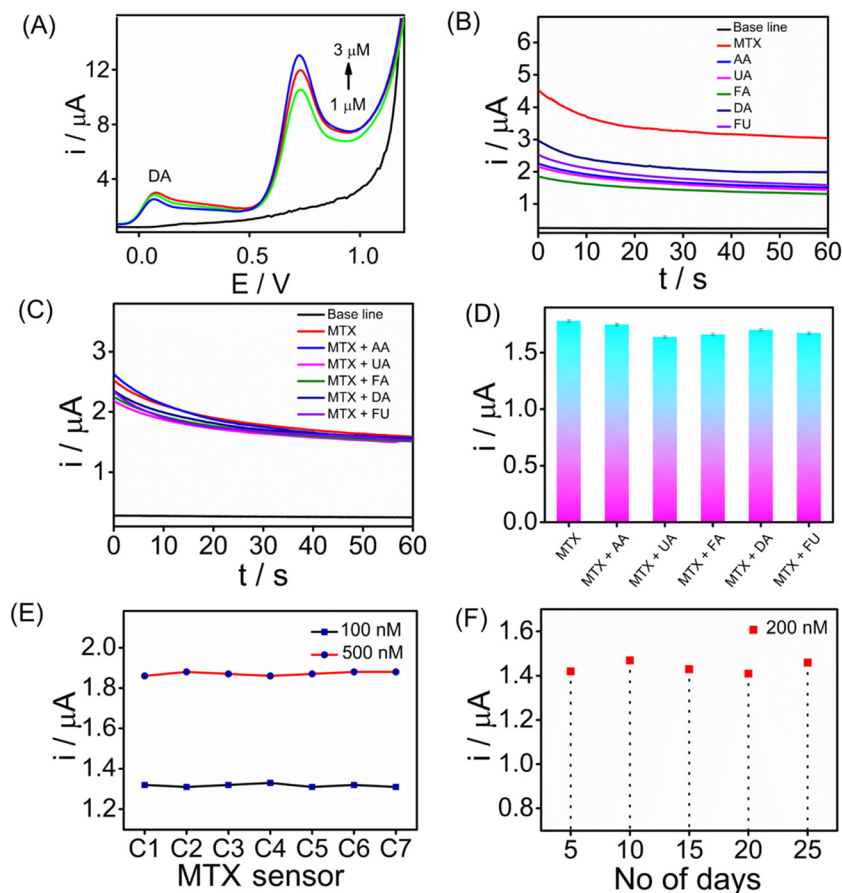 (A)
3 μM
1 μM
DA
12
8
4
i / μA
0.0 0.5 1.0
E / V
(B)
Base line
MTX
AA
UA
FA
DA
FU
6
5
4
3
2
1
i / μA
0 10 20 30 40 50 60
t / s
(C)
Base line
MTX
MTX + AA
MTX + UA
MTX + FA
MTX + DA
MTX + FU
3
2
1
i / μA
0 10 20 30 40 50 60
t / s
(D)
1.5
1.0
0.5
0.0
i / μA
MTX
MTX + AA
MTX + UA
MTX + FA
MTX + DA
MTX + FU
(E)
100 nM
500 nM
2.0
1.8
1.6
1.4
1.2
i / μA
C1 C2 C3 C4 C5 C6 C7
MTX sensor
(F)
200 nM
1.6
1.4
1.2
1.0
0.8
i / μA
5 10 15 20 25
No of days